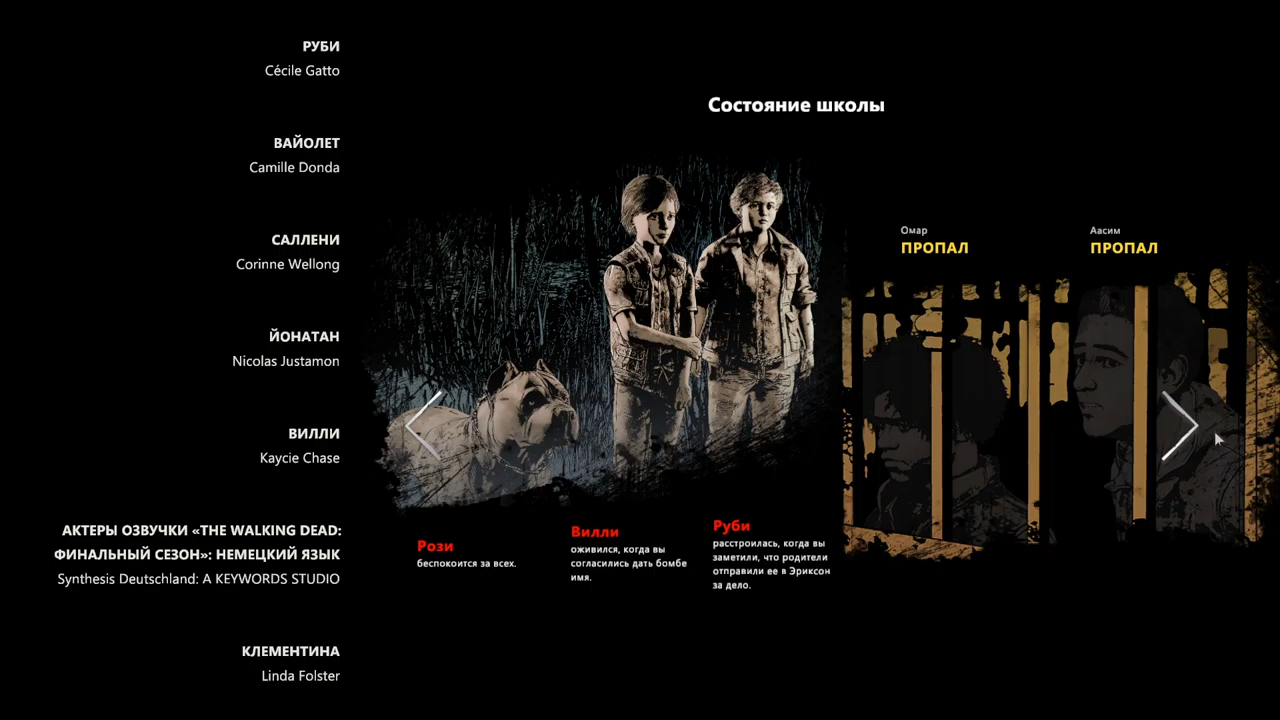 РУБИ
Cécile Gatto
ВАЙОЛЕТ
Camille Donda
САЛЛЕНИ
Corinne Wellong
ЙОНАТАН
Nicolas Justamon
ВИЛЛИ
Kaycie Chase
АКТЕРЫ ОЗВУЧКИ «THE WALKING DEAD:
ФИНАЛЬНЫЙ СЕЗОН»: НЕМЕЦКИЙ ЯЗЫК
Synthesis Deutschland: A KEYWORDS STUDIO
КЛЕМЕНТИНА
Linda Folster
Состояние школы
Омар
ПРОПАЛ
Аасим
ПРОПАЛ
Рози
беспокоится за всех.
Вилли
оживился, когда вы
согласились дать бомбе
имя.
Руби
расстроилась, когда вы
заметили, что родители
отправили ее в Эриксон
за дело.